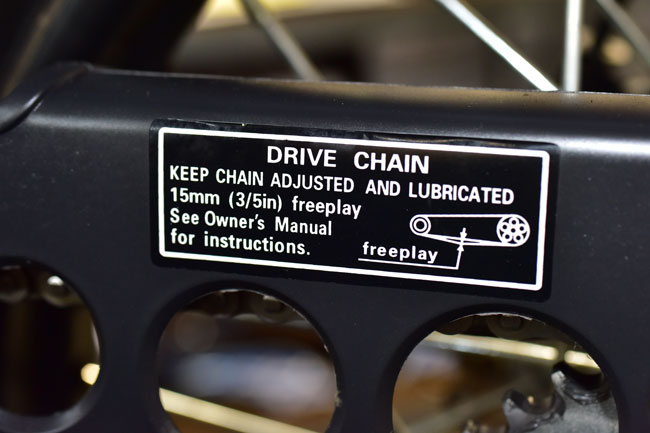 DRIVE CHAIN
KEEP CHAIN ADJUSTED AND LUBRICATED
15mm (3/5in) freeplay
See Owner's Manual
for instructions.
freeplay